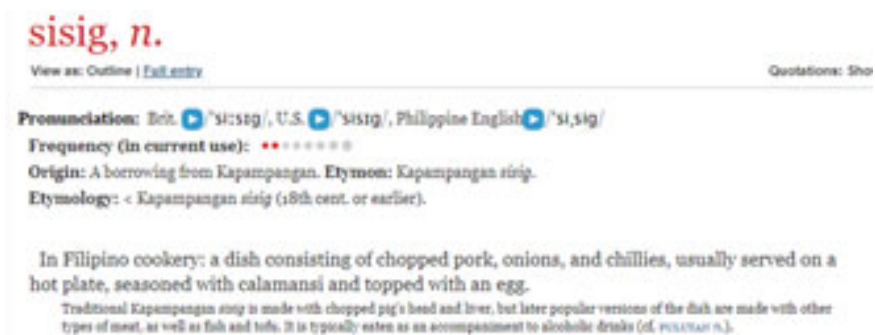 sisig, n.
View as: Outline | Full entry Quotations: Sho
Pronunciation: Brit. /ˈsiːsɪɡ/, U.S. /ˈsisɪɡ/, Philippine English /ˈsiˌsiɡ/
Frequency (in current use):
Origin: A borrowing from Kapampangan. Etymon: Kapampangan sisig.
Etymology: < Kapampangan sisig (18th cent. or earlier).
In Filipino cookery: a dish consisting of chopped pork, onions, and chillies, usually served on a
hot plate, seasoned with calamansi and topped with an egg.
Traditional Kapampangan sisig is made with chopped pig's head and liver, but later popular versions of the dish are made with other
types of meat, as well as fish and tofu. It is typically eaten as an accompaniment to alcoholic drinks (cf. PULUTAN n.).